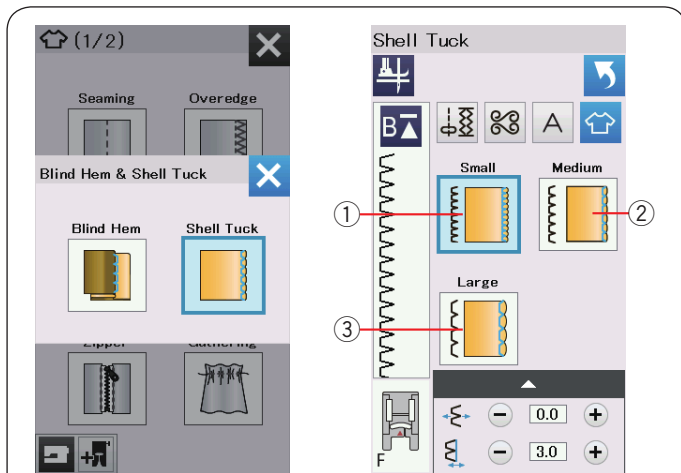 (1/2)
Seaming Overedge
Blind Hem & Shell Tuck
Blind Hem Shell Tuck
Zipper Gathering
Shell Tuck
B
A
Small Medium
① ②
Large
③
0.0
F
3.0